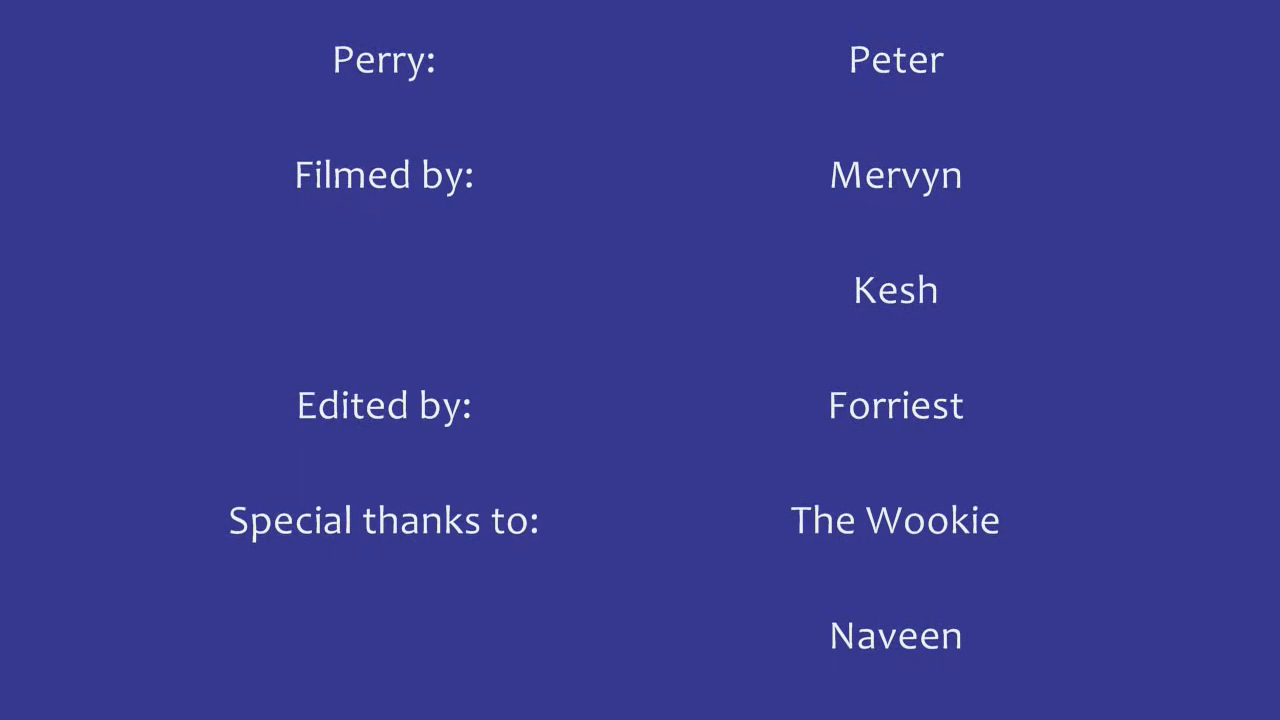 Perry: Peter
Filmed by: Mervyn
Kesh
Edited by: Forriest
Special thanks to: The Wookie
Naveen